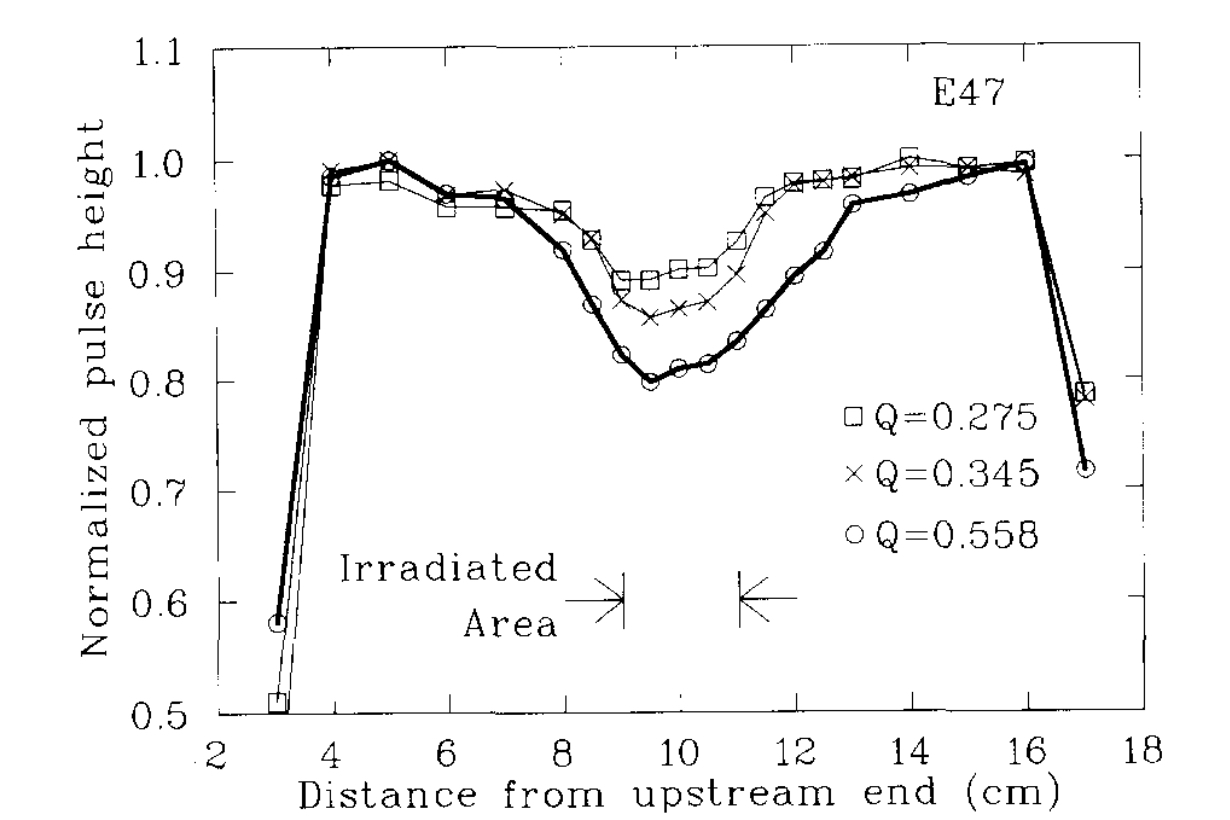 E47
Normalized pulse height
1.1
1.0
0.9
0.8
0.7
0.6
0.5
□ Q=0.275
× Q=0.345
○ Q=0.558
Irradiated
Area
2 4 6 8 10 12 14 16 18
Distance from upstream end (cm)